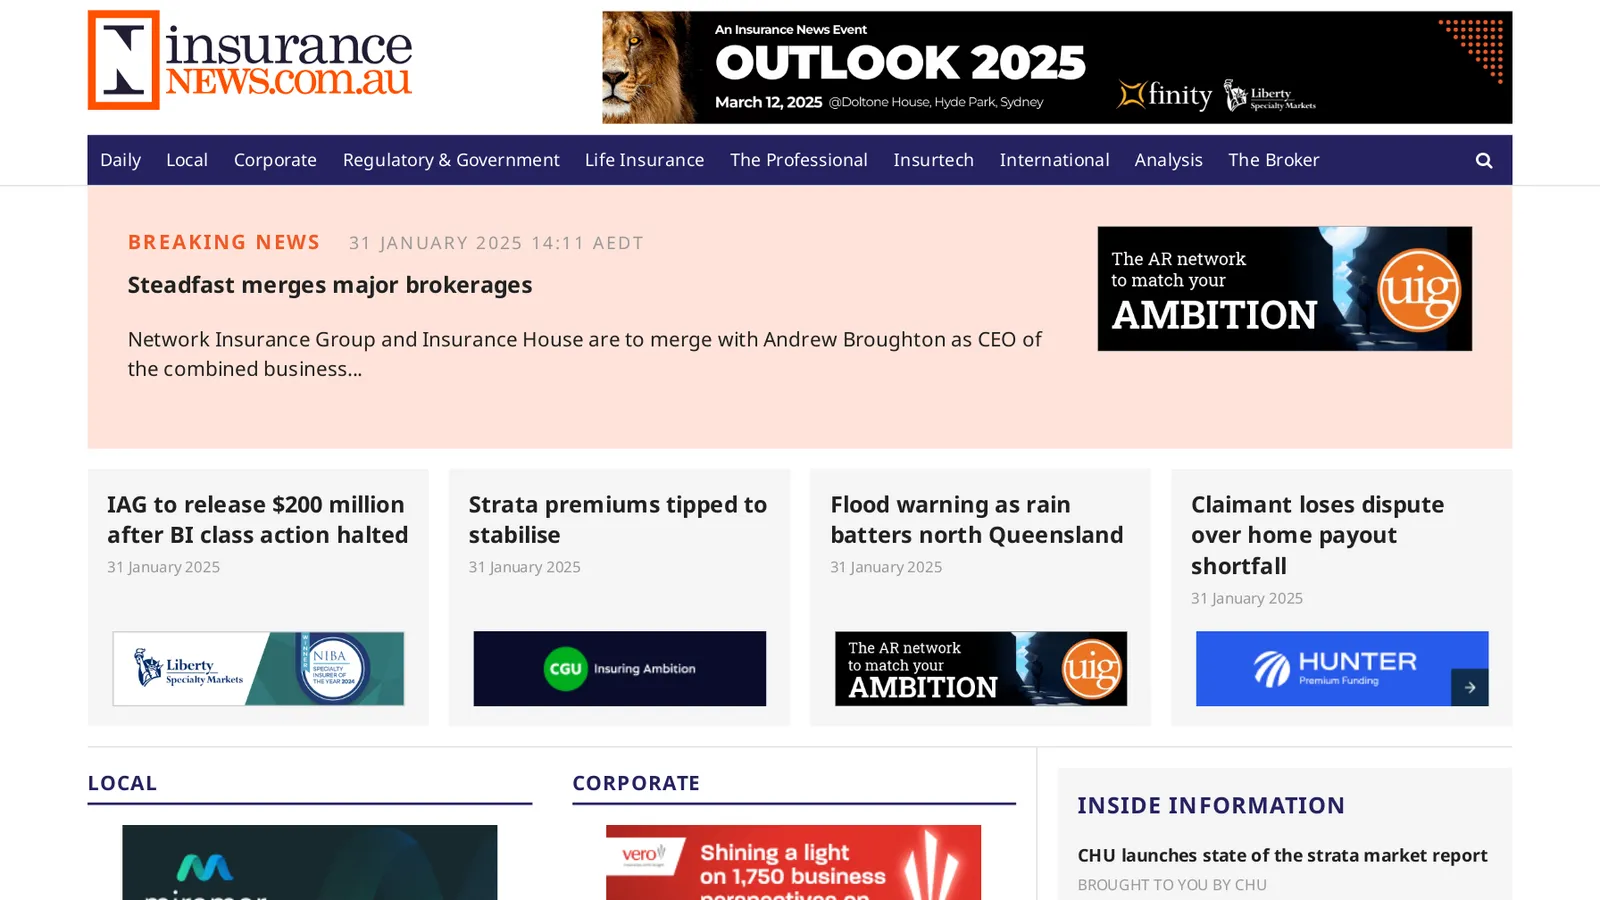 insurance
NEWS.com.au
An Insurance News Event
OUTLOOK 2025
March 12, 2025 @Doltone House, Hyde Park, Sydney
finity
Liberty
Specialty Markets
Daily Local Corporate Regulatory & Government Life Insurance The Professional Insurtech International Analysis The Broker
BREAKING NEWS 31 JANUARY 2025 14:11 AEDT
Steadfast merges major brokerages
Network Insurance Group and Insurance House are to merge with Andrew Broughton as CEO of
the combined business...
The AR network
to match your
AMBITION
uig
IAG to release $200 million
after BI class action halted
31 January 2025
Liberty
Specialty Markets
WINNER
NIBA
SPECIALTY
INSURER OF
THE YEAR 2024
Strata premiums tipped to
stabilise
31 January 2025
CGU Insuring Ambition
Flood warning as rain
batters north Queensland
31 January 2025
The AR network
to match your
AMBITION
uig
Claimant loses dispute
over home payout
shortfall
31 January 2025
HUNTER
Premium Funding
LOCAL
miramar
CORPORATE
vero
Shining a light
on 1,750 business
perspectives on
INSIDE INFORMATION
CHU launches state of the strata market report
BROUGHT TO YOU BY CHU